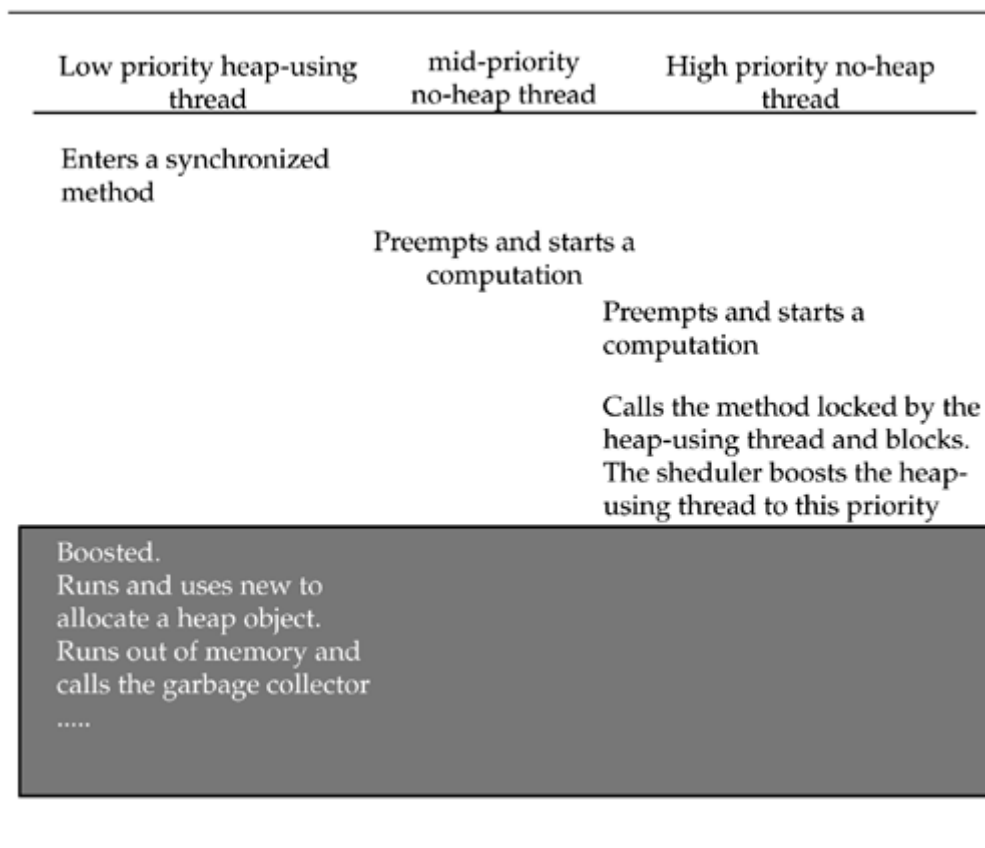 Low priority heap-using
thread
mid-priority
no-heap thread
High priority no-heap
thread
Enters a synchronized
method
Preempts and starts a
computation
Preempts and starts a
computation
Calls the method locked by the
heap-using thread and blocks.
The sheduler boosts the heap-
using thread to this priority
Boosted.
Runs and uses new to
allocate a heap object.
Runs out of memory and
calls the garbage collector
.....